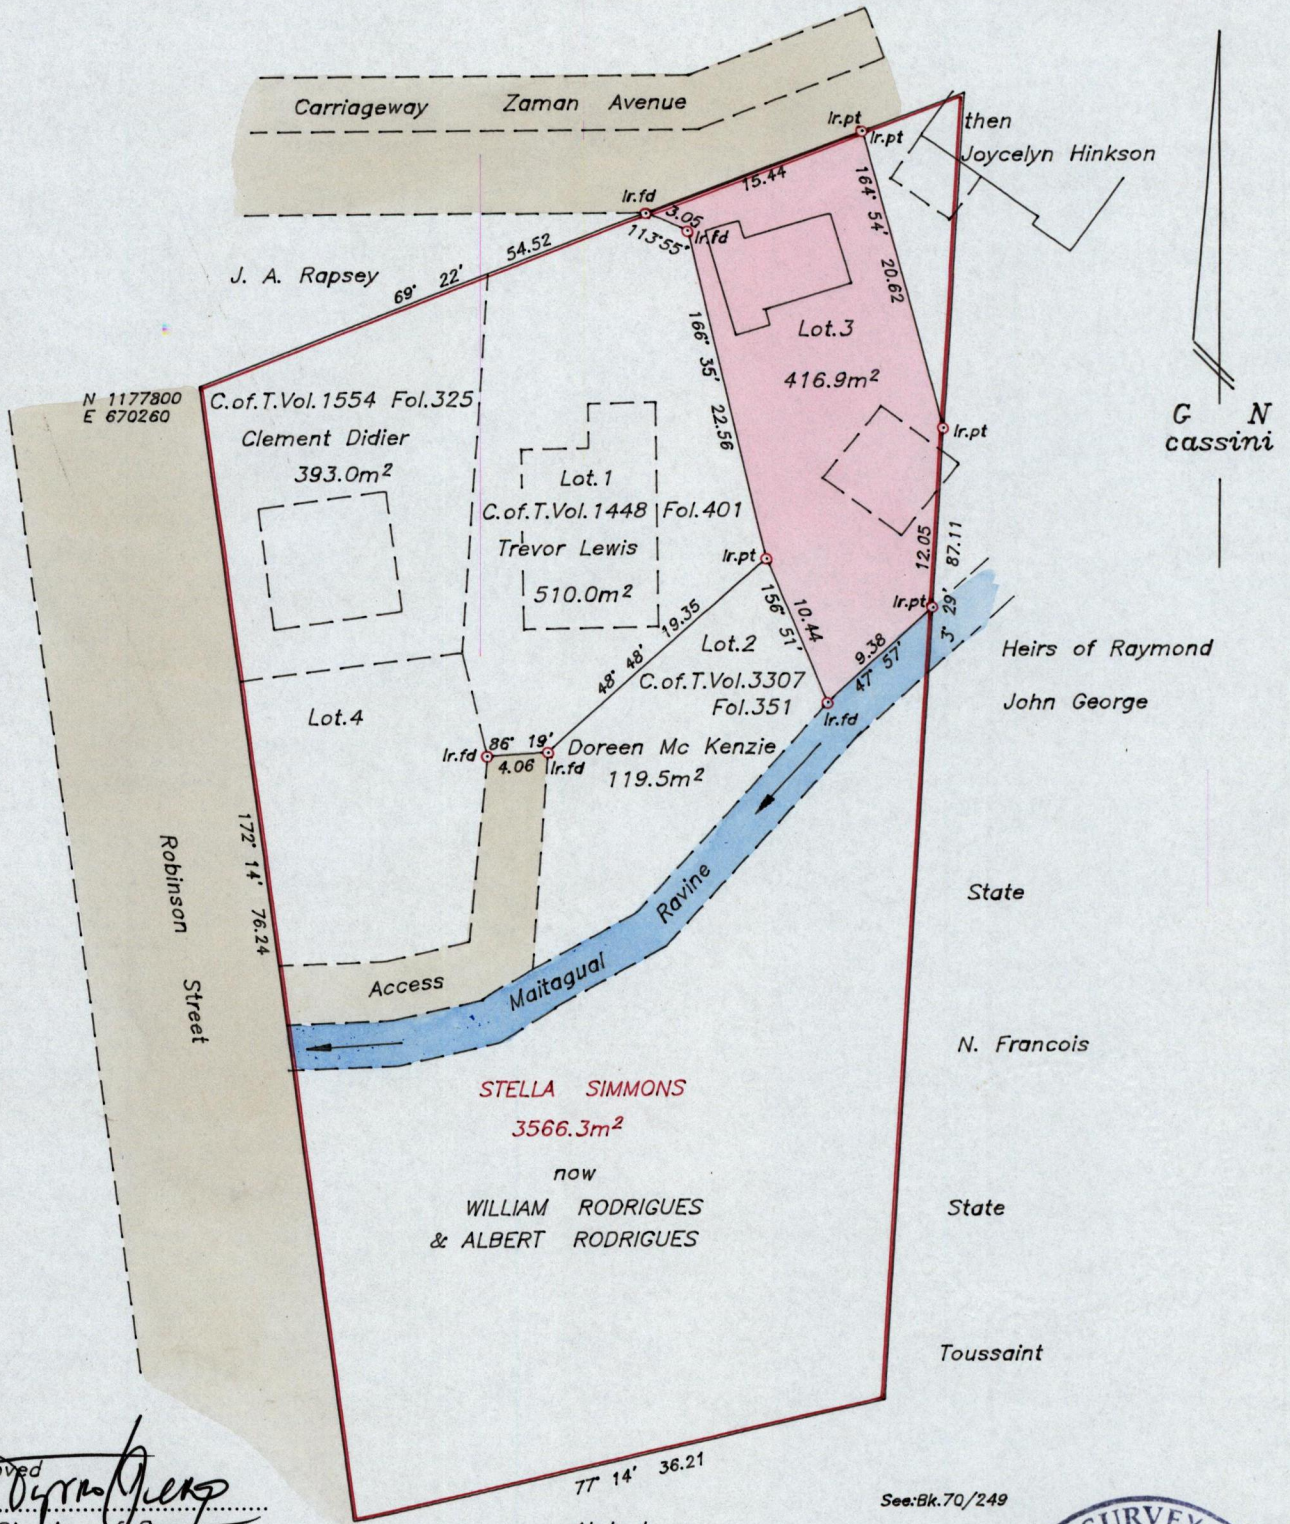 Carriageway Zaman Avenue
Ir.pt
Ir.pt
then
Joycelyn Hinkson
15.44
164° 54'
20.62
Ir.fd
3.05
113°55'
Ir.fd
54.52
69° 22'
J. A. Rapsey
Lot.3
416.9m²
166° 35'
22.56
N 1177800
E 670260
C.of.T.Vol.1554 Fol.325
Clement Didier
393.0m²
G N
cassini
Ir.pt
Lot.1
C.of.T.Vol.1448 Fol.401
Trevor Lewis
510.0m²
Ir.pt
12.05
87.11
3° 29'
Ir.pt
156° 51'
10.44
9.38
47° 57'
48° 48' 19.35
Lot.2
C.of.T.Vol.3307
Fol.351
Ir.fd
Heirs of Raymond
John George
Lot.4
Ir.fd
86° 19'
4.06
Ir.fd
Doreen Mc Kenzie
119.5m²
172° 14' 76.24
Robinson Street
Access
Maitagual Ravine
State
N. Francois
STELLA SIMMONS
3566.3m²
now
WILLIAM RODRIGUES
& ALBERT RODRIGUES
State
Toussaint
77° 14' 36.21
See:Bk.70/249
SURVEY